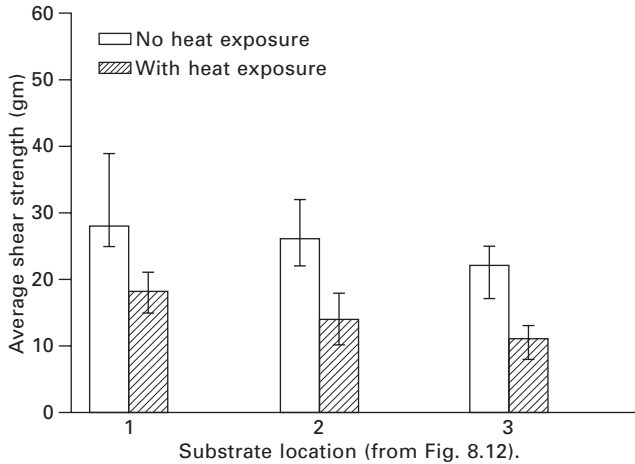 Average shear strength (gm)
60
50
40
30
20
10
0
No heat exposure
With heat exposure
1 2 3
Substrate location (from Fig. 8.12).